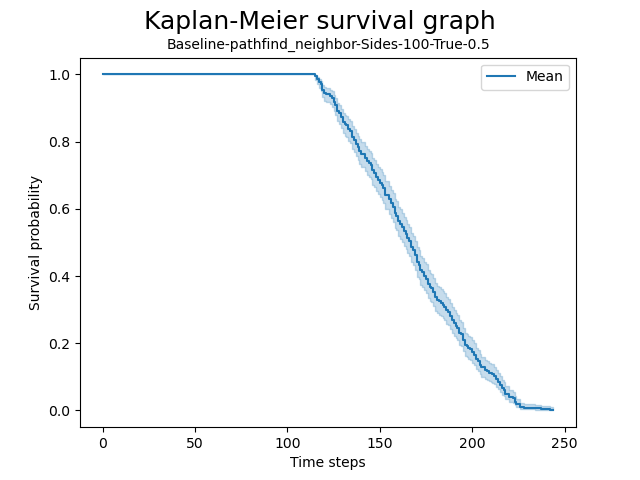 Kaplan-Meier survival graph
Baseline-pathfind_neighbor-Sides-100-True-0.5
Mean
1.0
0.8
0.6
0.4
0.2
0.0
Survival probability
0
50
100
150
200
250
Time steps